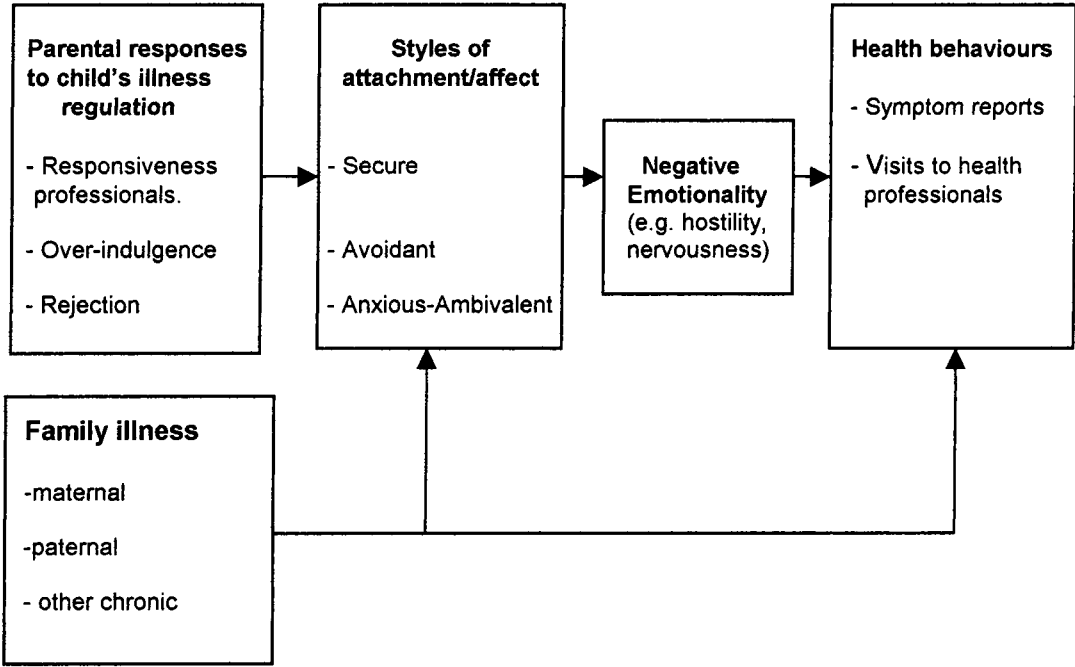 Parental responses
to child's illness
regulation
- Responsiveness
professionals.
- Over-indulgence
- Rejection
Styles of
attachment/affect
- Secure
- Avoidant
- Anxious-Ambivalent
Negative
Emotionality
(e.g. hostility,
nervousness)
Health behaviours
- Symptom reports
- Visits to health
professionals
Family illness
-maternal
-paternal
- other chronic